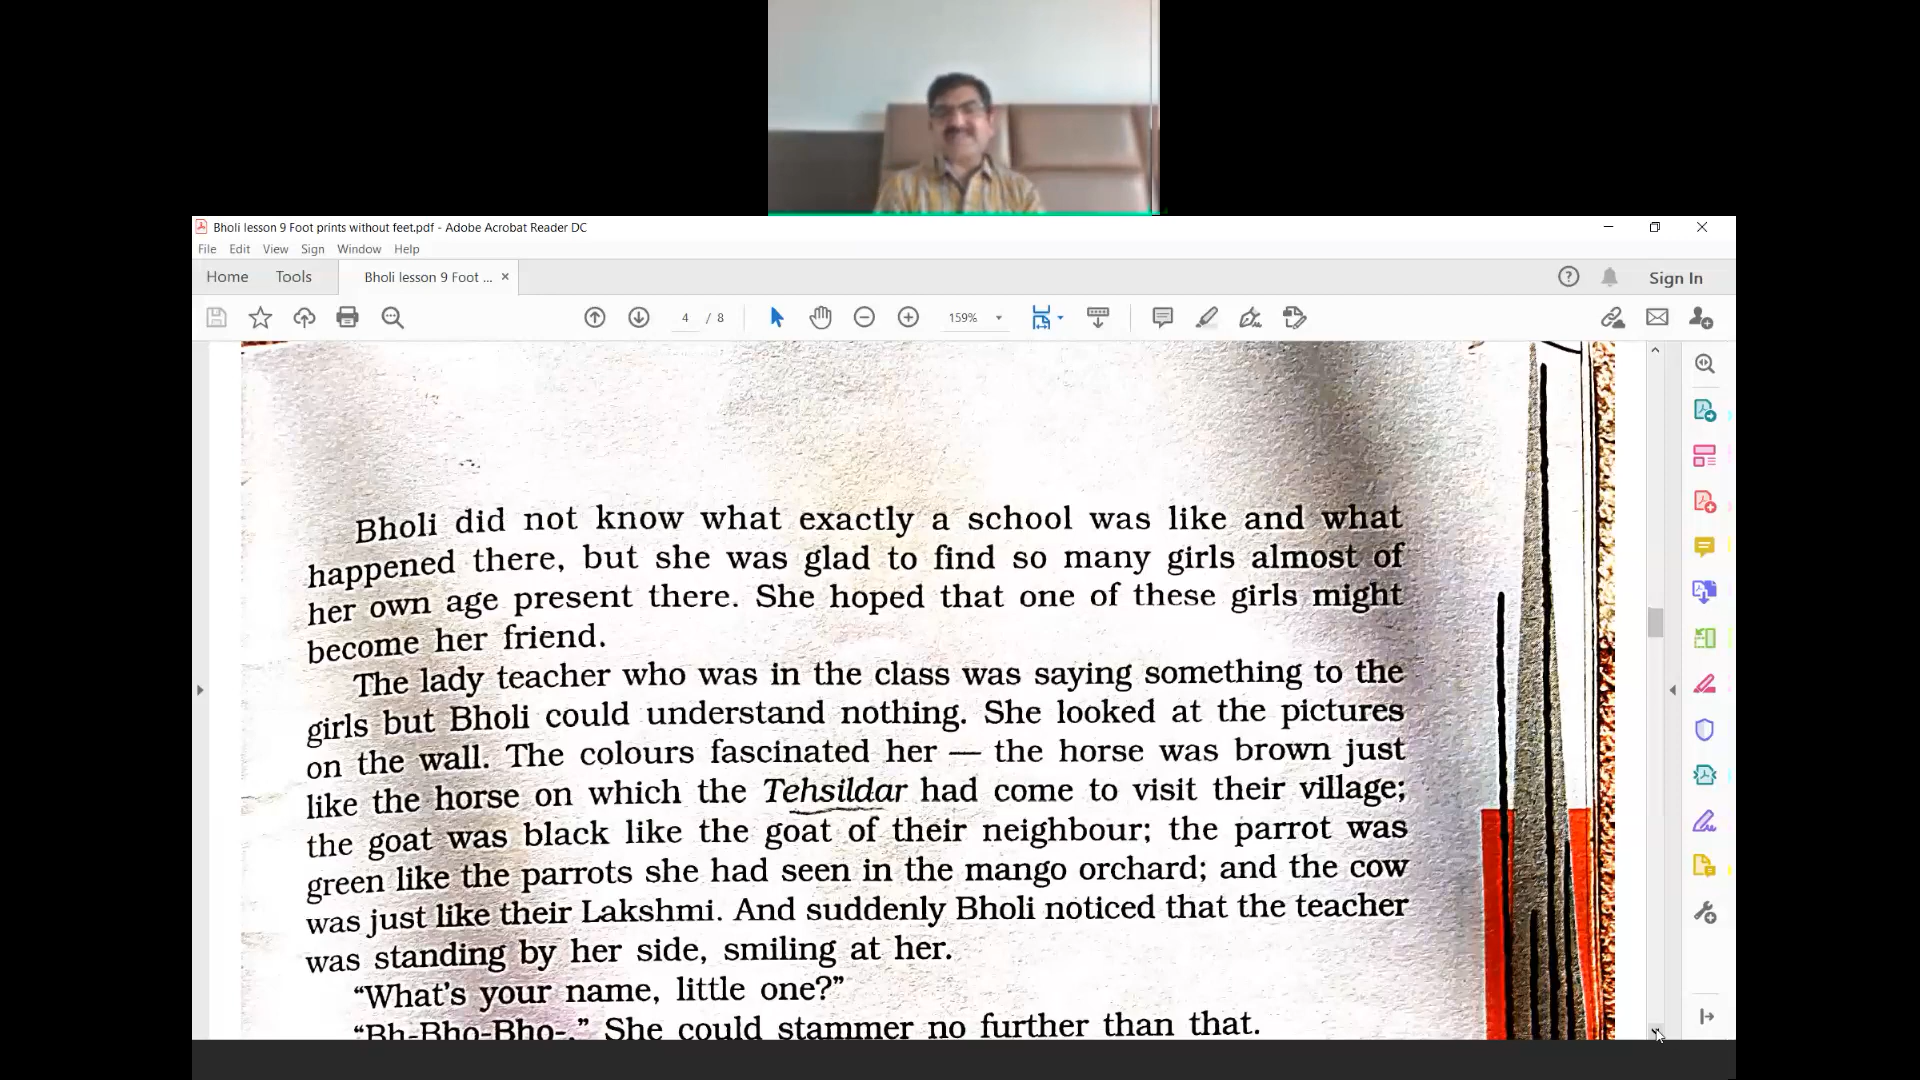 Bholi lesson 9 Foot prints without feet.pdf - Adobe Acrobat Reader DC
File Edit View Sign Window Help
Home Tools Bholi lesson 9 Foot ... × Sign In
4 / 8 159%
Bholi did not know what exactly a school was like and what
happened there, but she was glad to find so many girls almost of
her own age present there. She hoped that one of these girls might
become her friend.
The lady teacher who was in the class was saying something to the
girls but Bholi could understand nothing. She looked at the pictures
on the wall. The colours fascinated her — the horse was brown just
like the horse on which the Tehsildar had come to visit their village;
the goat was black like the goat of their neighbour; the parrot was
green like the parrots she had seen in the mango orchard; and the cow
was just like their Lakshmi. And suddenly Bholi noticed that the teacher
was standing by her side, smiling at her.
“What’s your name, little one?”
“Bh-Bho-Bho-.” She could stammer no further than that.